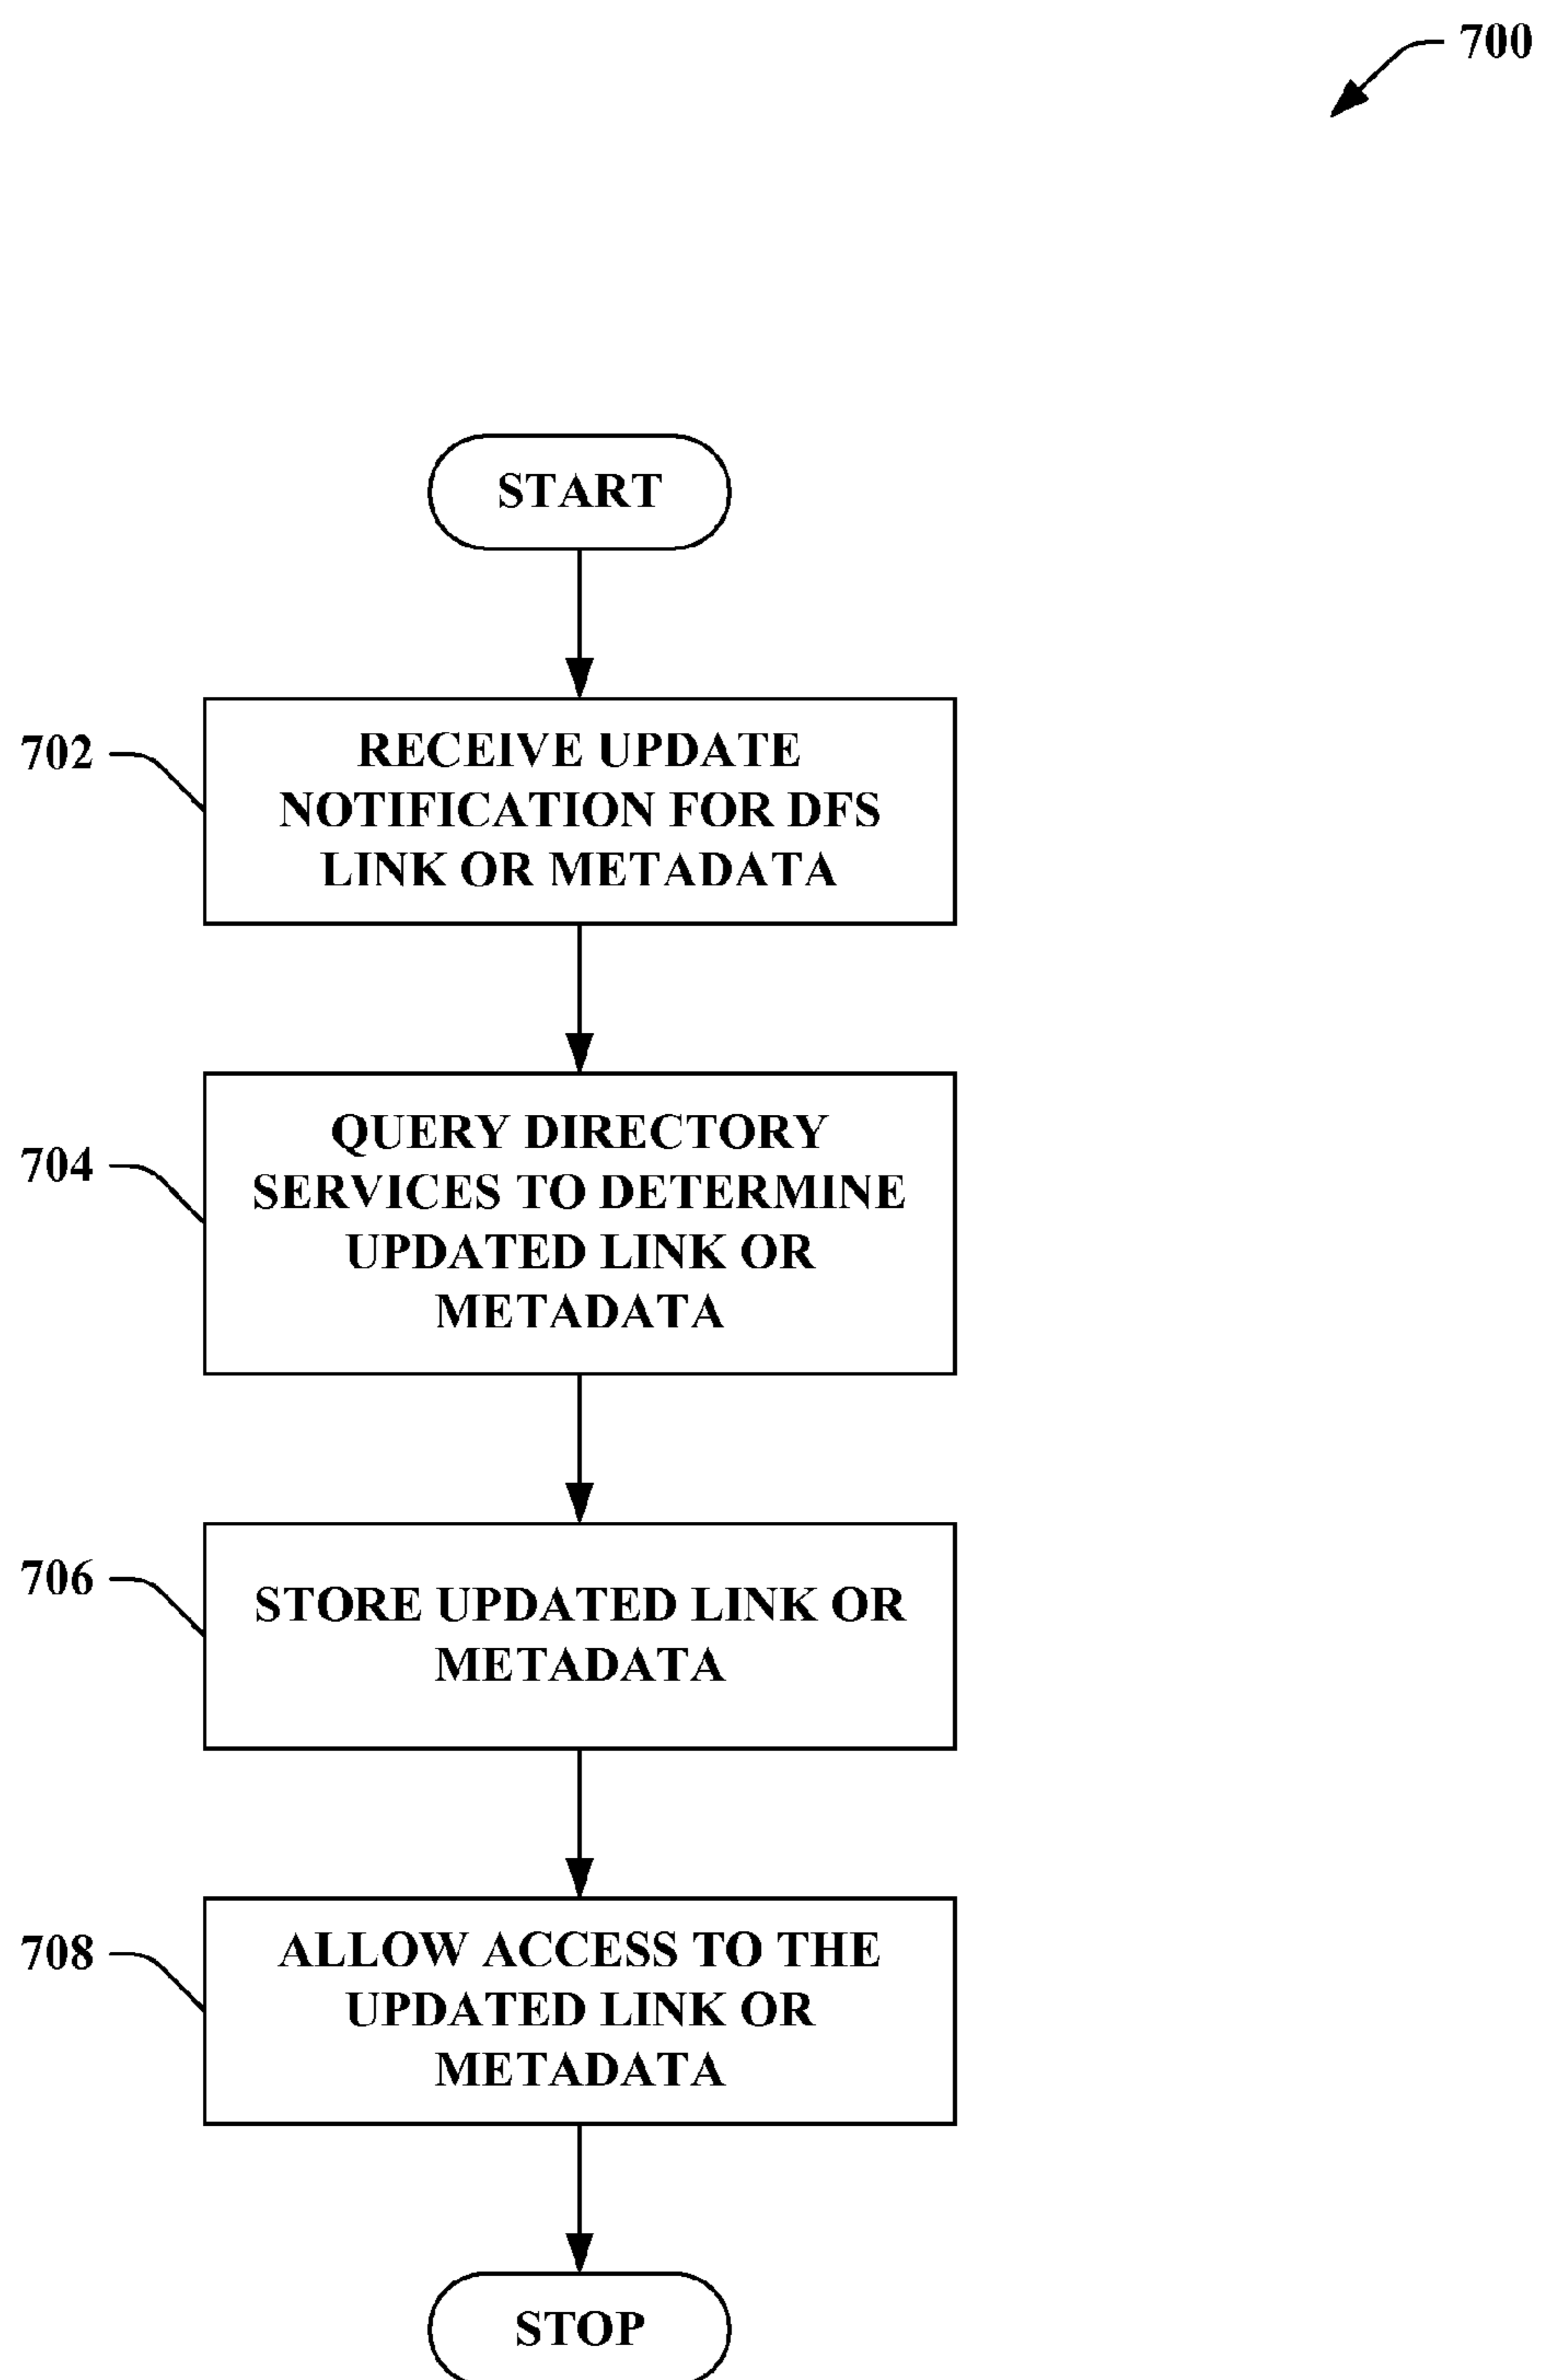 700
START
702
RECEIVE UPDATE
NOTIFICATION FOR DFS
LINK OR METADATA
704
QUERY DIRECTORY
SERVICES TO DETERMINE
UPDATED LINK OR
METADATA
706
STORE UPDATED LINK OR
METADATA
708
ALLOW ACCESS TO THE
UPDATED LINK OR
METADATA
STOP